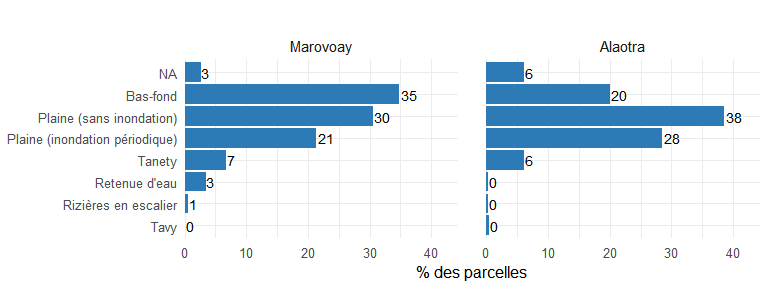 Marovoay Alaotra
NA 3 6
Bas-fond 35 20
Plaine (sans inondation) 30 38
Plaine (inondation périodique) 21 28
Tanety 7 6
Retenue d'eau 3 0
Rizières en escalier 1 0
Tavy 0 0
0 10 20 30 40 0 10 20 30 40
% des parcelles